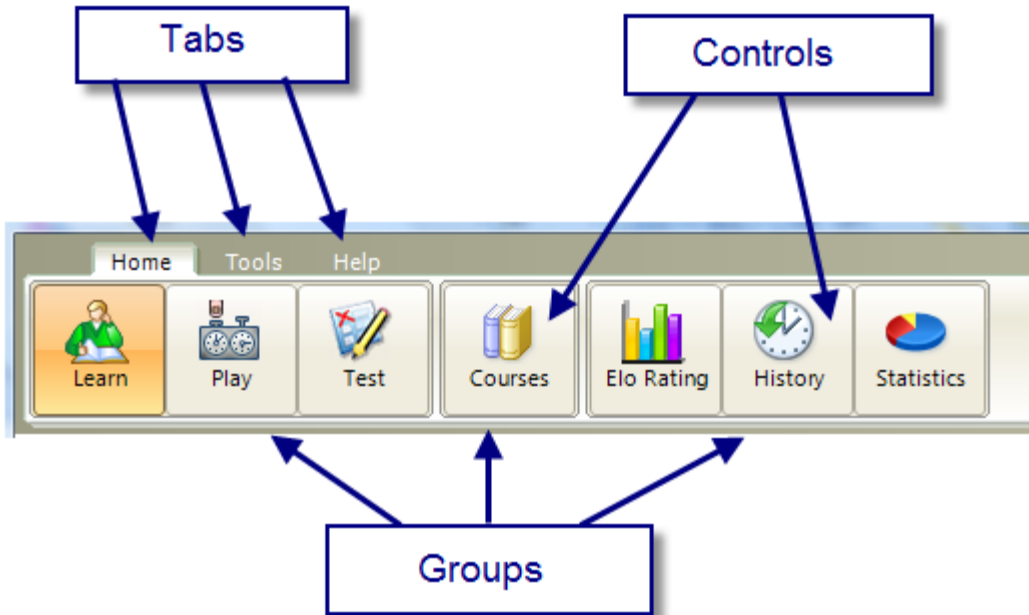 Tabs
Controls
Home Tools Help
Learn Play Test Courses Elo Rating History Statistics
Groups